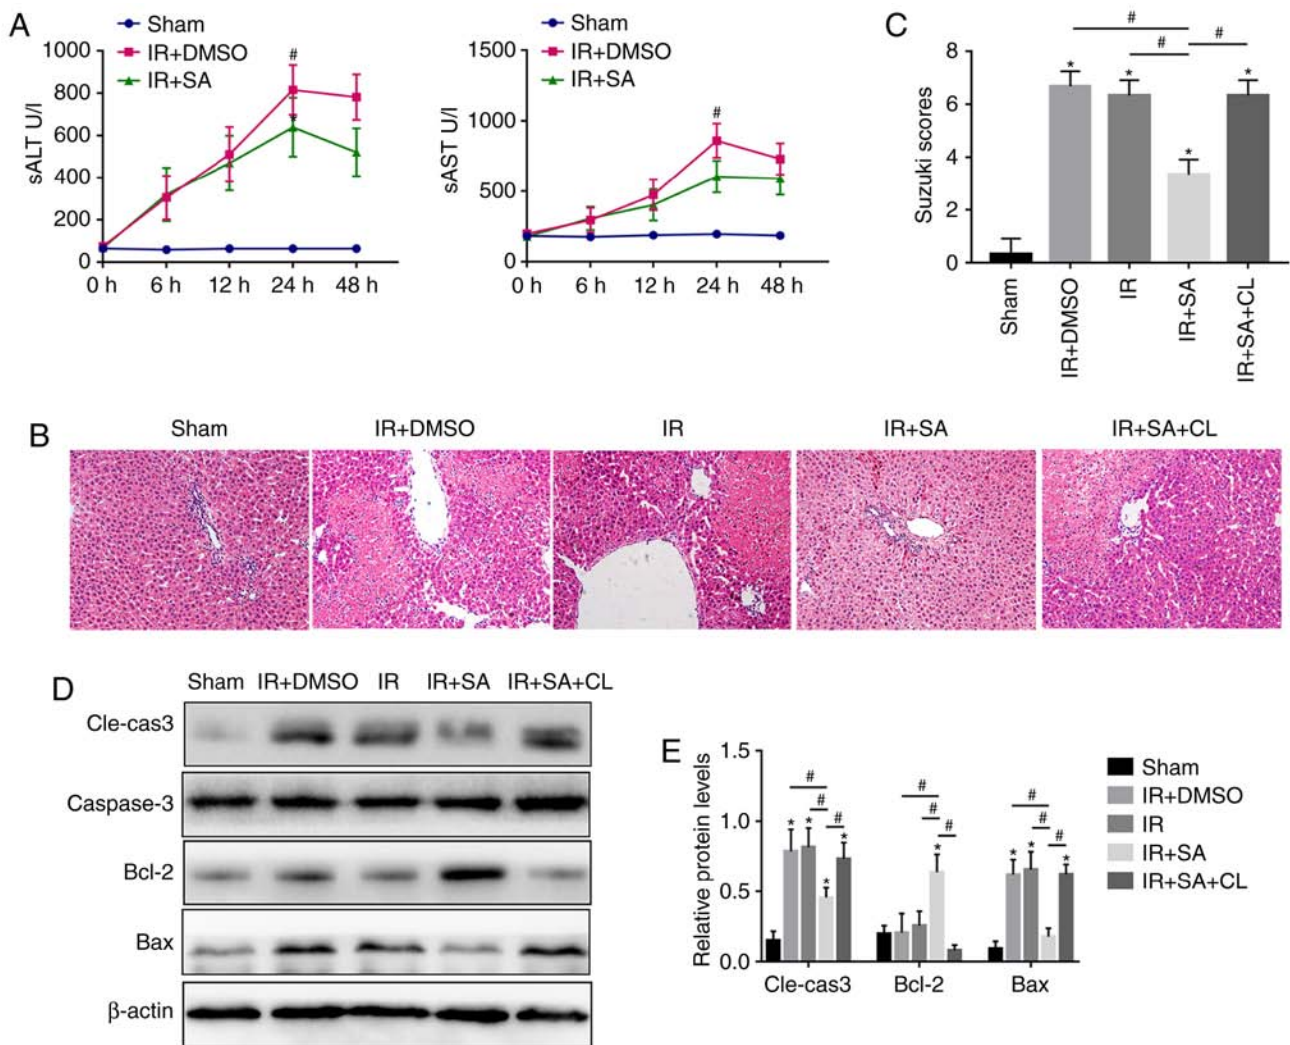 A
Sham
IR+DMSO
IR+SA
sALT U/l
1000
800
600
400
200
0
#
#
0 h 6 h 12 h 24 h 48 h
Sham
IR+DMSO
IR+SA
sAST U/l
1500
1000
500
0
#
0 h 6 h 12 h 24 h 48 h
C
Suzuki scores
8
6
4
2
0
#
# #
* * * *
Sham IR+DMSO IR IR+SA IR+SA+CL
B
Sham IR+DMSO IR IR+SA IR+SA+CL
D
Sham IR+DMSO IR IR+SA IR+SA+CL
Cle-cas3
Caspase-3
Bcl-2
Bax
β-actin
E
Relative protein levels
1.5
1.0
0.5
0.0
# # #
# # #
# # #
* * * *
*
* * *
Cle-cas3 Bcl-2 Bax
Sham
IR+DMSO
IR
IR+SA
IR+SA+CL